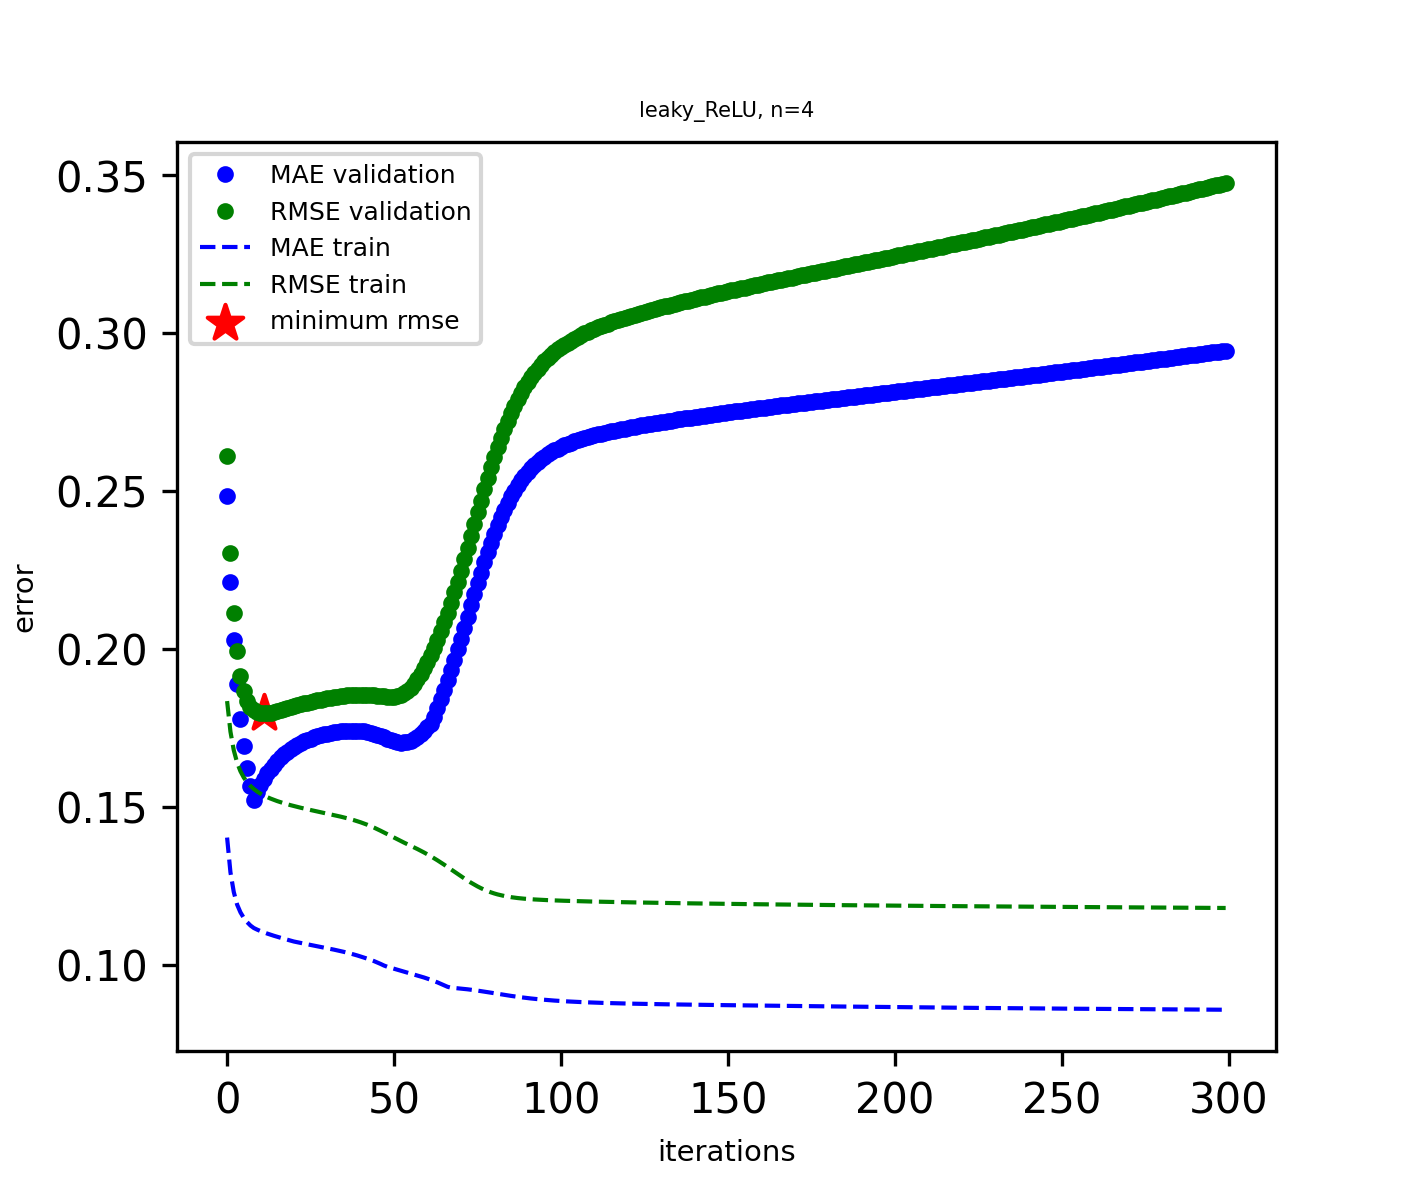 leaky_ReLU, n=4
MAE validation
RMSE validation
MAE train
RMSE train
minimum rmse
0.35
0.30
0.25
0.20
0.15
0.10
error
0 50 100 150 200 250 300
iterations